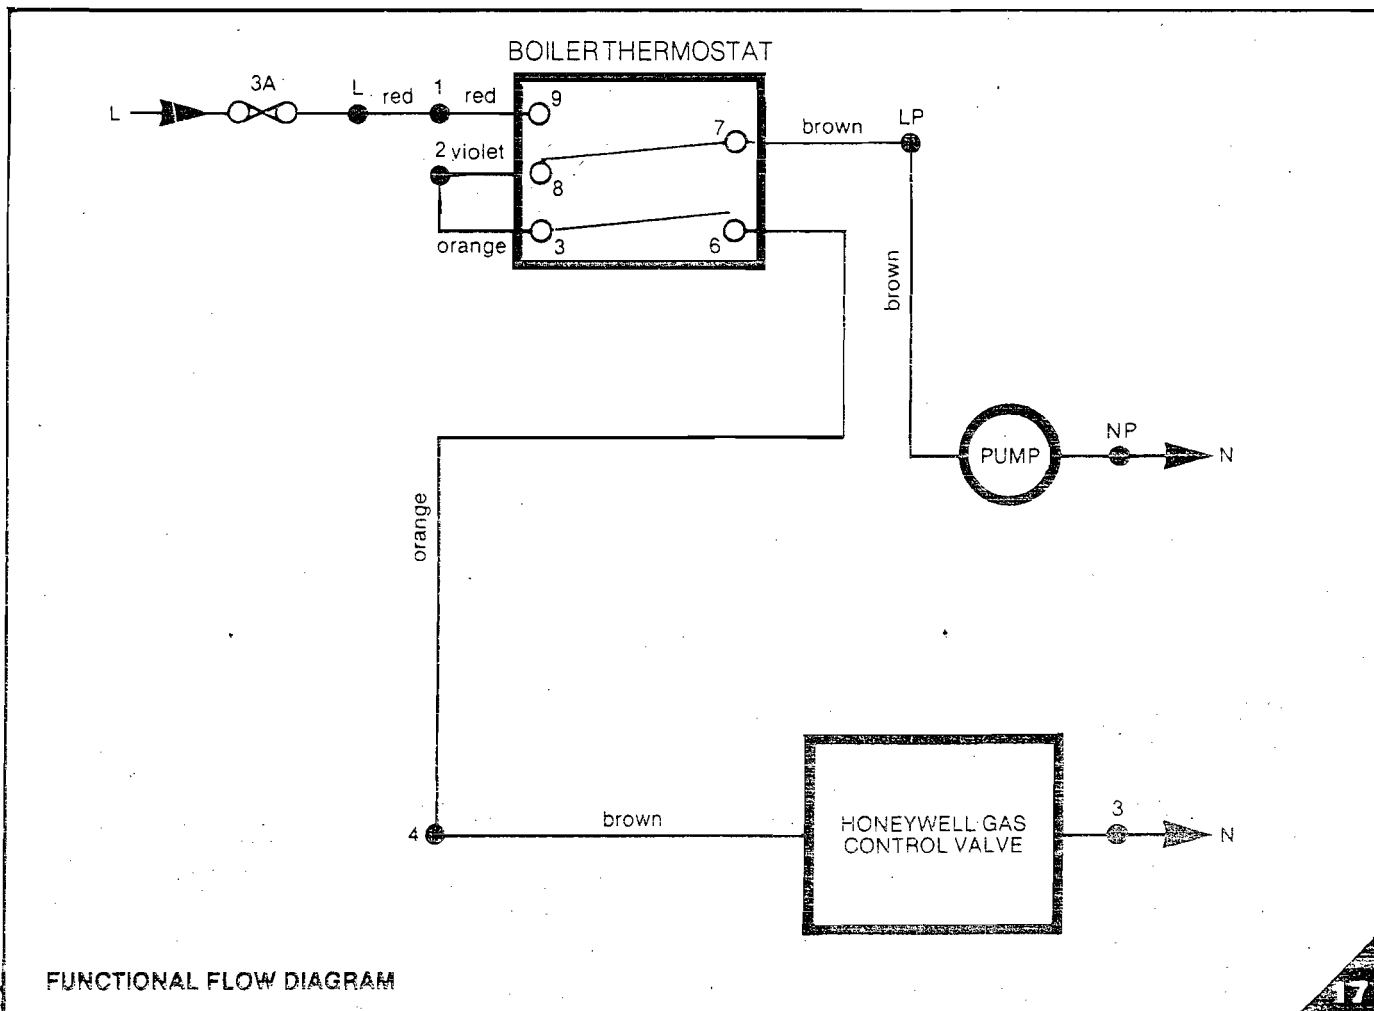 BOILER THERMOSTAT
3A
L
L
red
1
red
9
7
brown
LP
2
violet
8
orange
3
6
brown
PUMP
NP
N
orange
4
brown
HONEYWELL GAS
CONTROL VALVE
3
N
FUNCTIONAL FLOW DIAGRAM
17